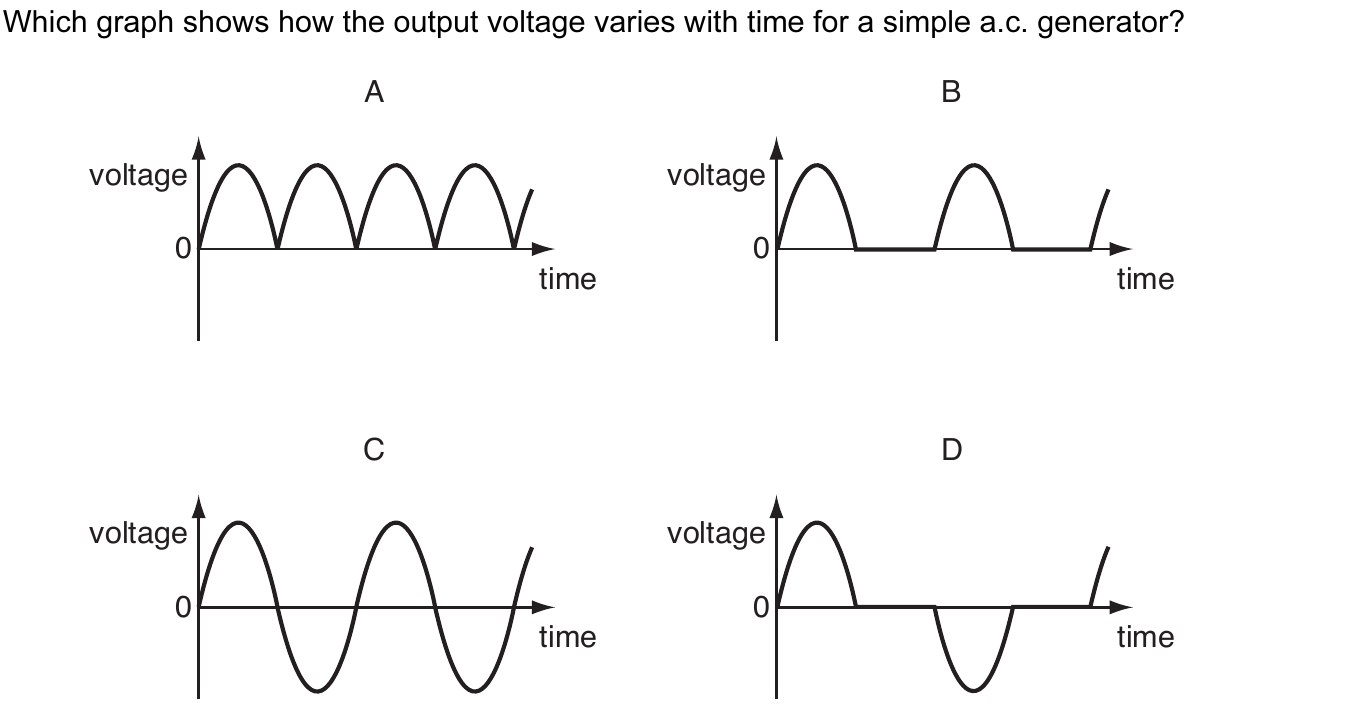 Which graph shows how the output voltage varies with time for a simple a.c. generator?
A
voltage
0
time
B
voltage
0
time
C
voltage
0
time
D
voltage
0
time